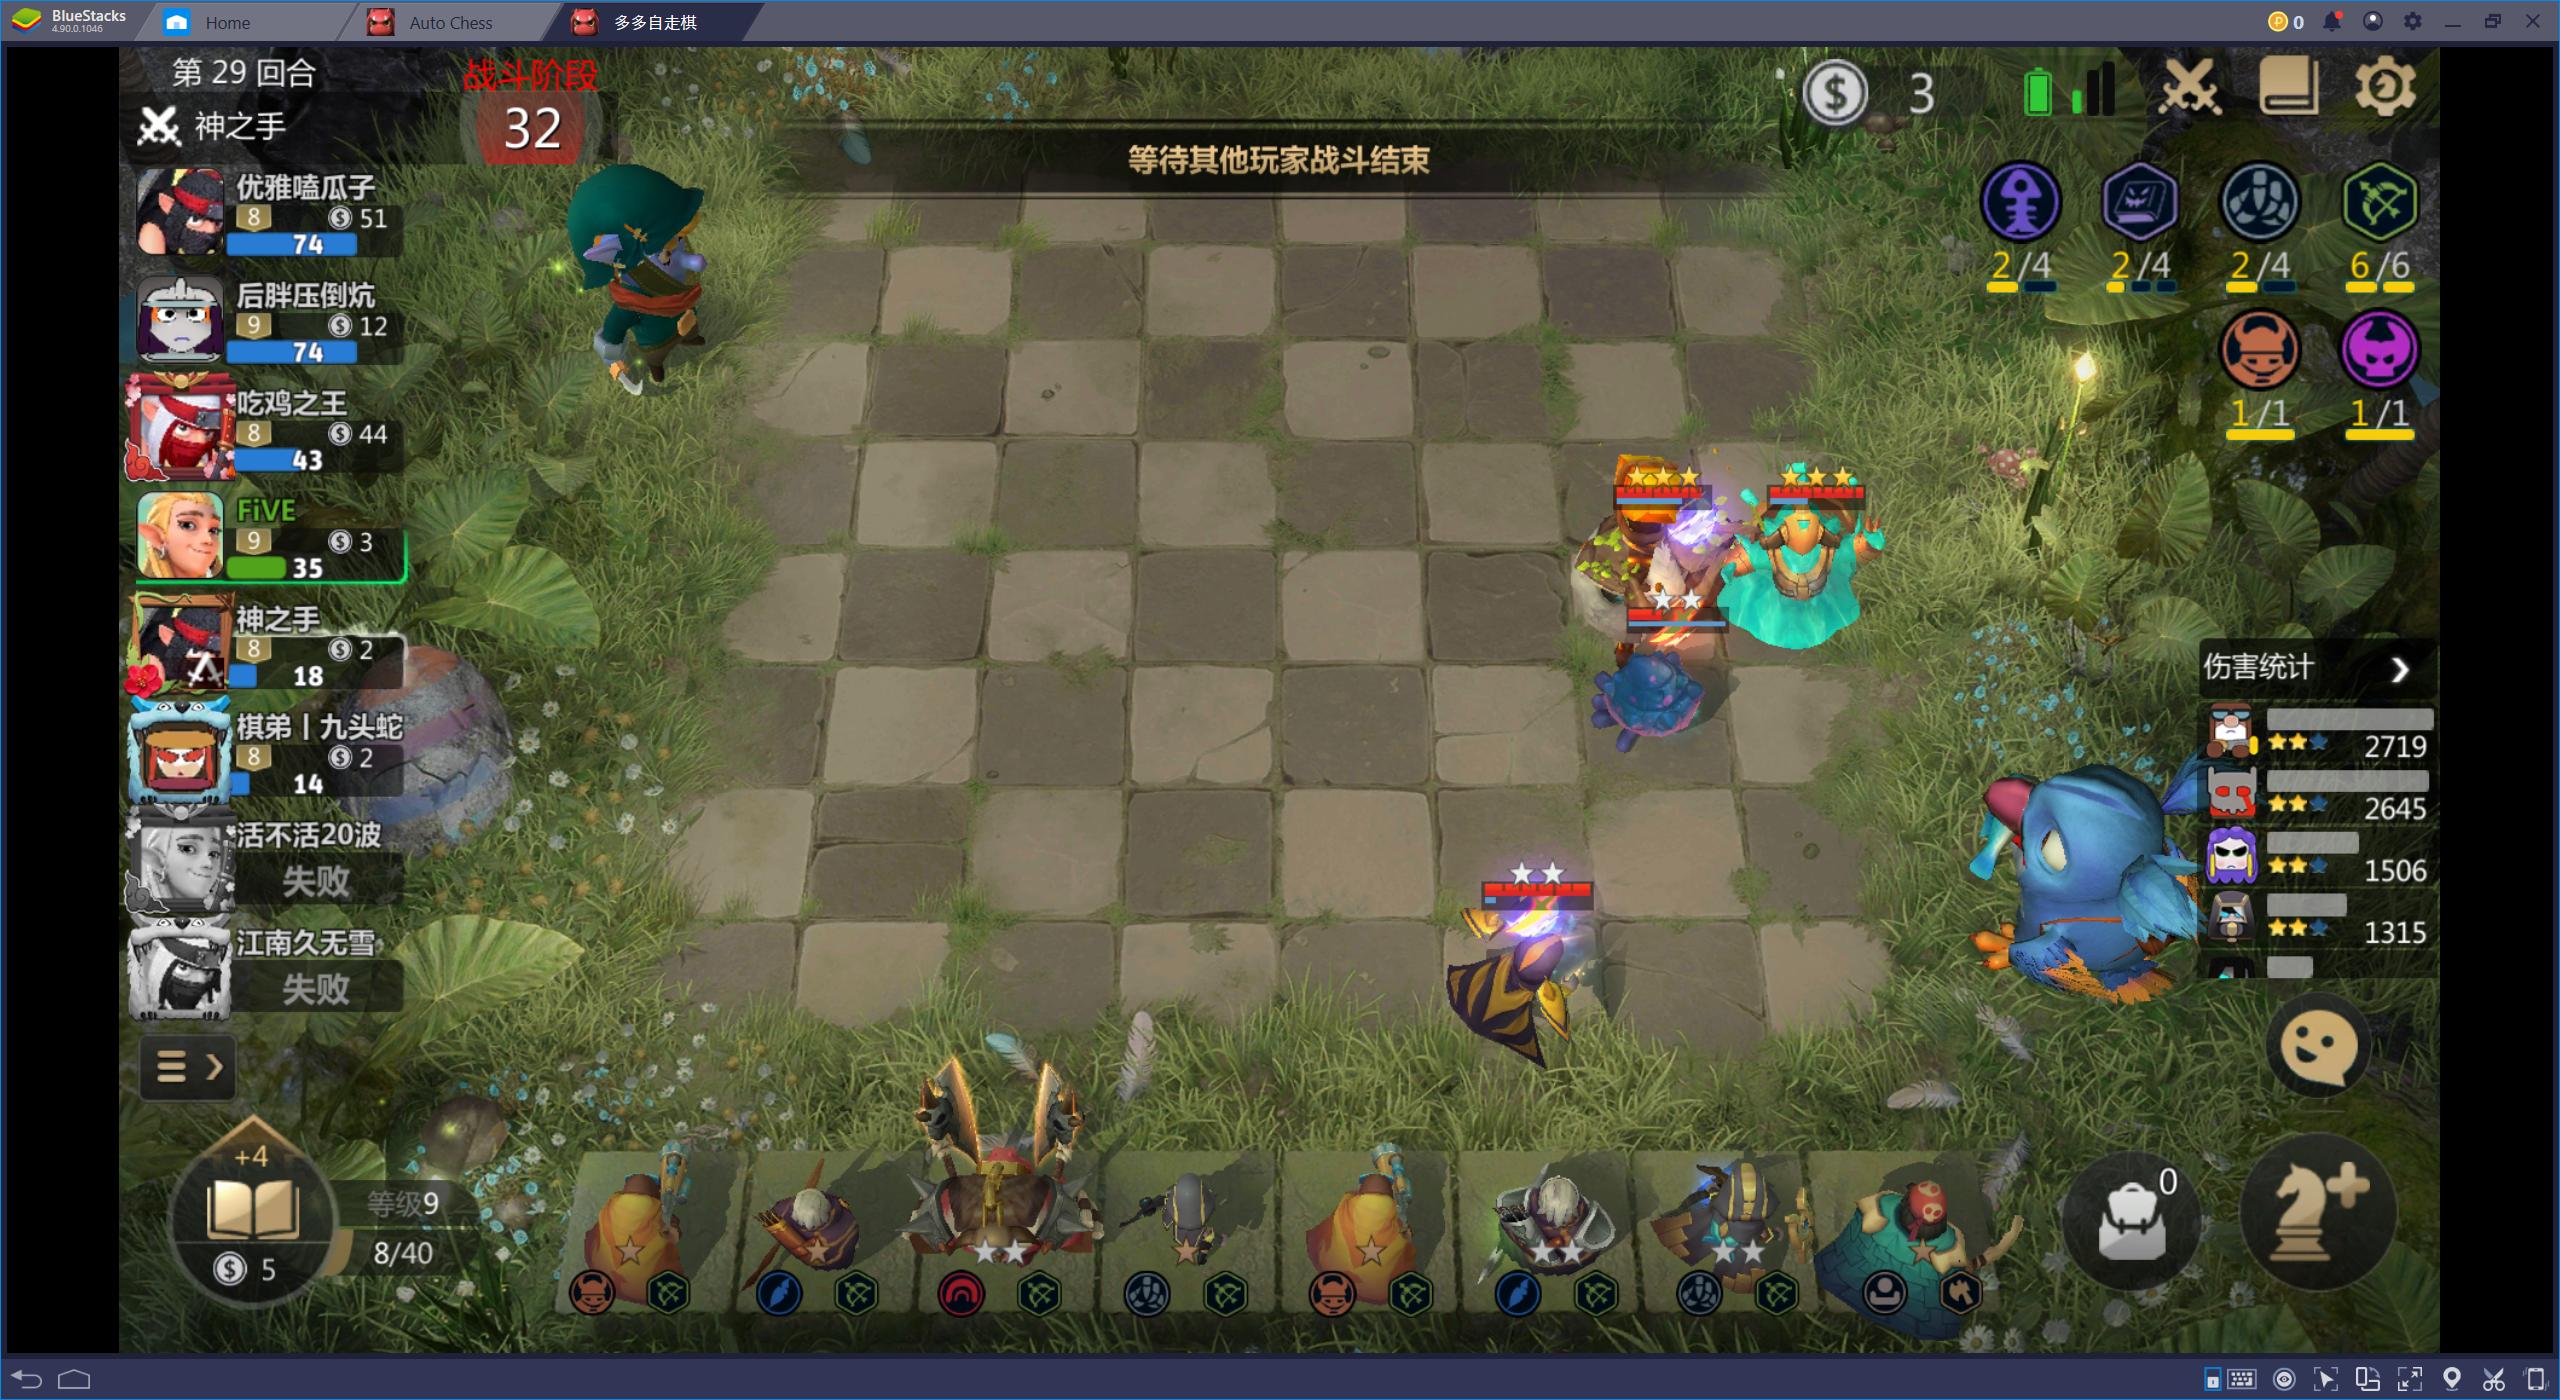 BlueStacks
4.90.0.1046
Home
Auto Chess
多多自走棋
0
第 29 回合
战斗阶段
神之手
32
等待其他玩家战斗结束
3
优雅嗑瓜子
8 51
74
后胖压倒炕
9 12
74
吃鸡之王
8 44
43
FiVE
9 3
35
神之手
8 2
18
棋弟丨九头蛇
8 2
14
活不活20波
失败
江南久无雪
失败
2/4 2/4 2/4 6/6
1/1 1/1
伤害统计
2719
2645
1506
1315
+4
等级9
8/40
5
0